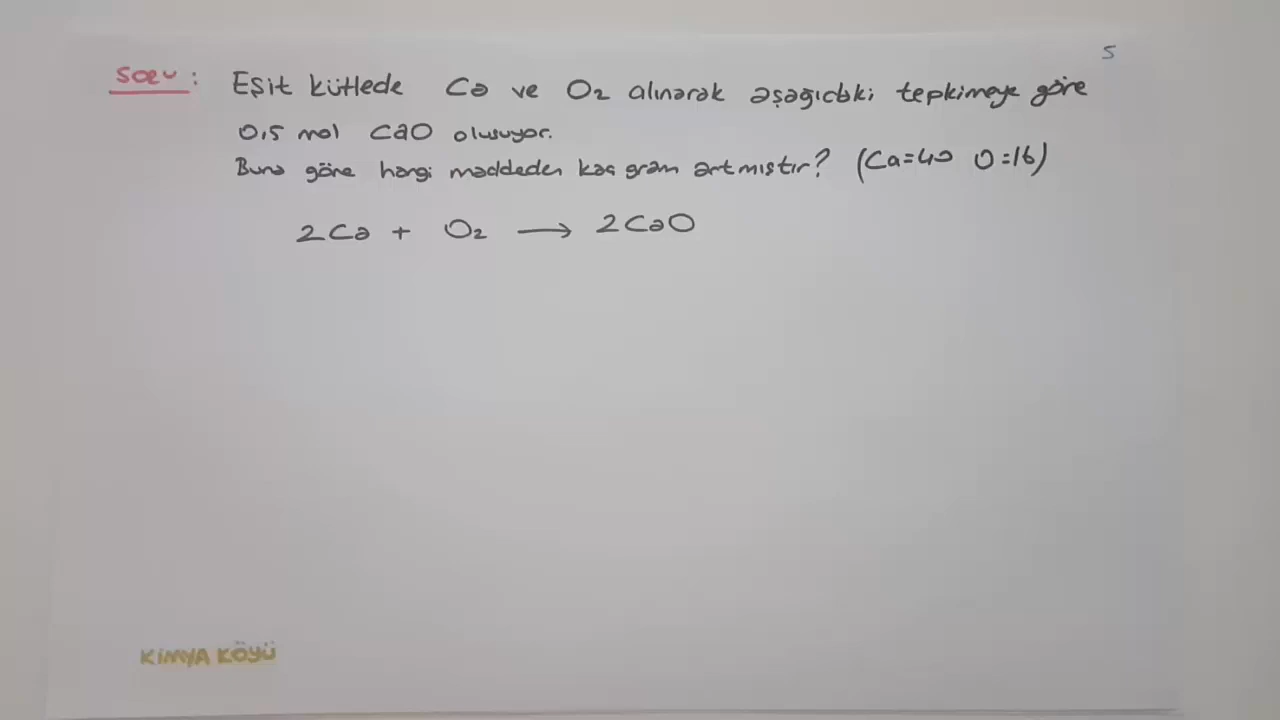 5
Soru: Eşit kütlede Ca ve O2 alınarak aşağıdaki tepkimeye göre
0,5 mol CaO oluşuyor.
Buna göre hangi maddeden kaç gram artmıştır? (Ca=40 O=16)
2Ca + O2 → 2CaO
KİMYA KÖYÜ